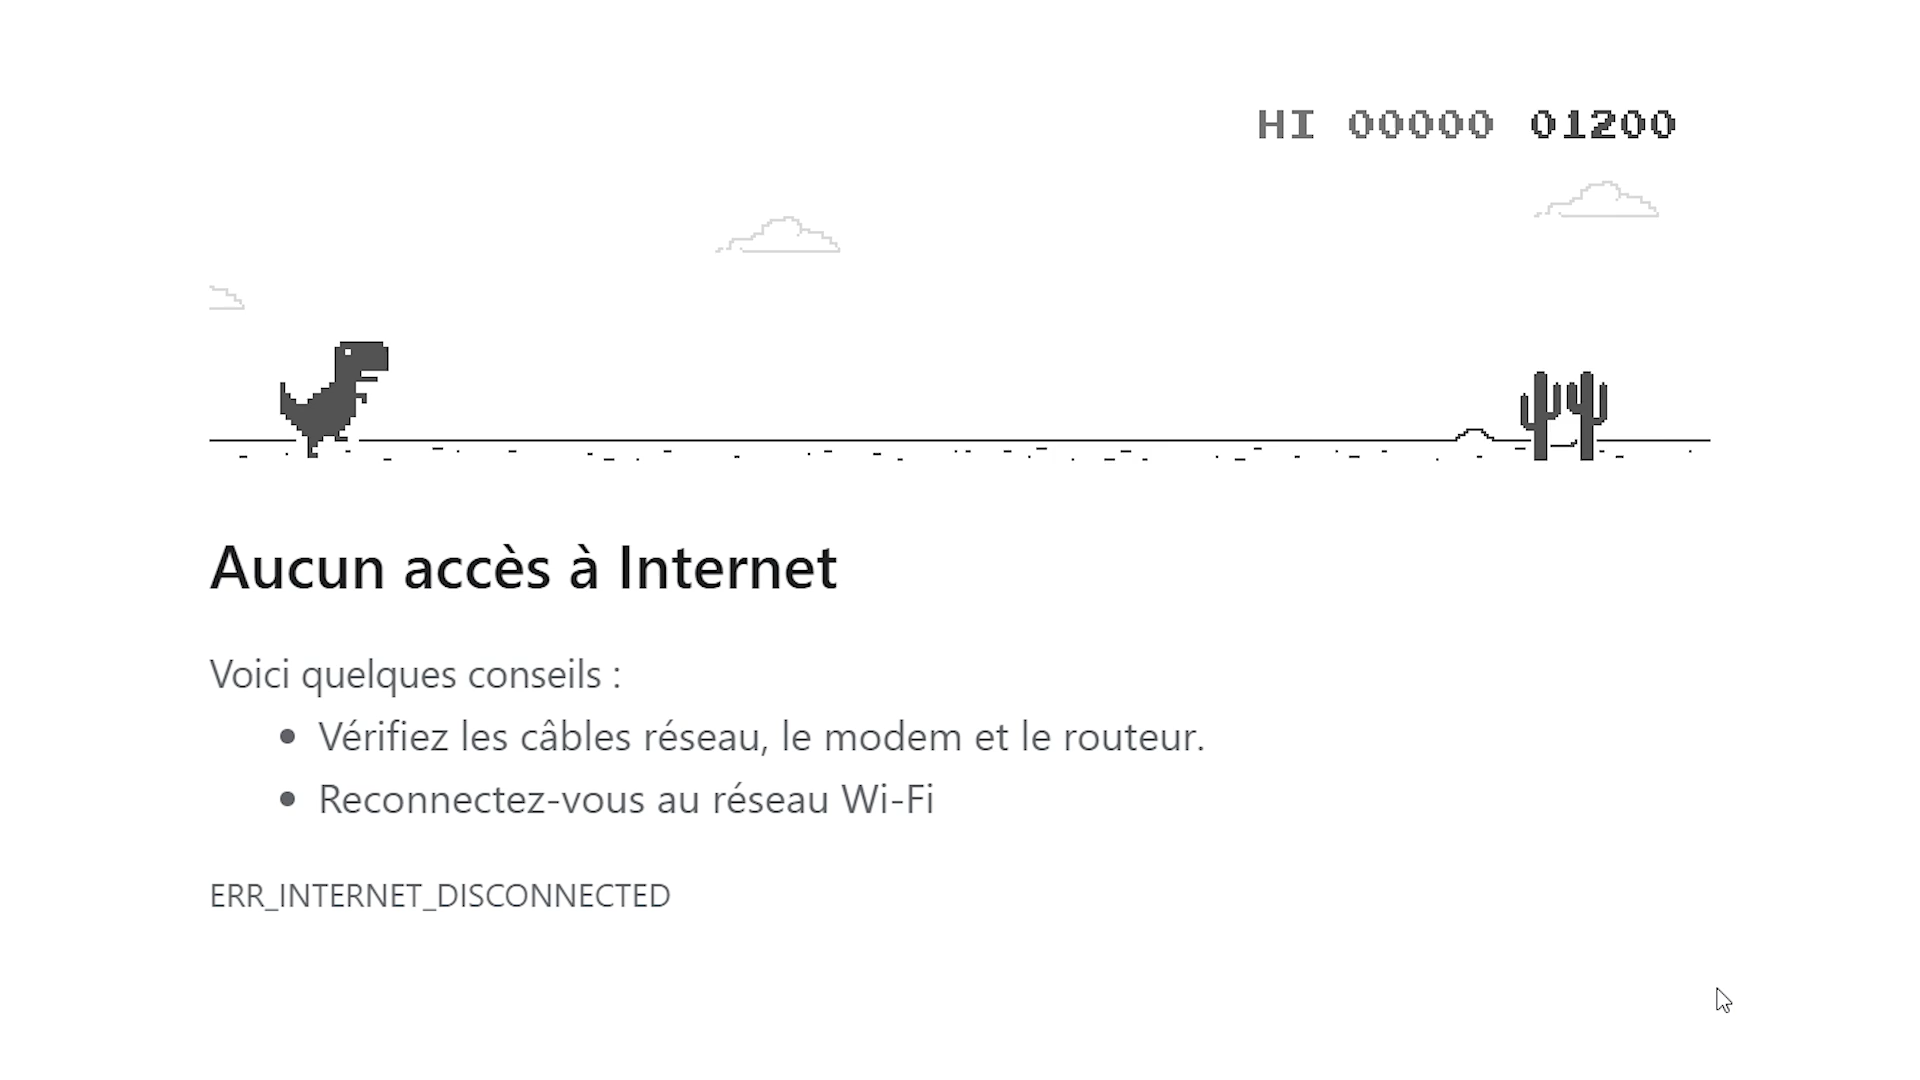 HI 00000 01200
Aucun accès à Internet
Voici quelques conseils :
• Vérifiez les câbles réseau, le modem et le routeur.
• Reconnectez-vous au réseau Wi-Fi
ERR_INTERNET_DISCONNECTED